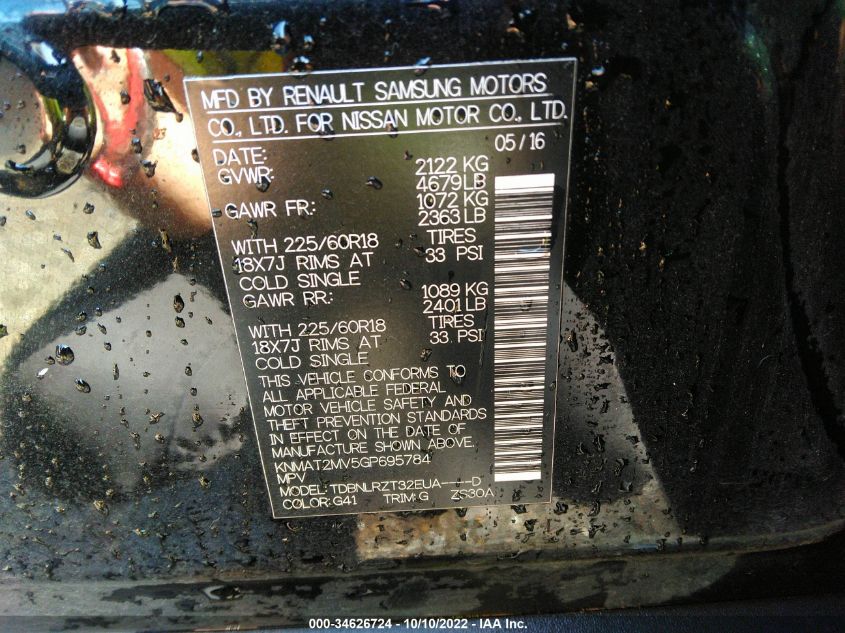 MFD BY RENAULT SAMSUNG MOTORS
CO., LTD. FOR NISSAN MOTOR CO., LTD.
DATE: 05/16
GVWR: 2122 KG
4679 LB
GAWR FR: 1072 KG
2363 LB
WITH 225/60R18 TIRES
18X7J RIMS AT 33 PSI
COLD SINGLE
GAWR RR: 1089 KG
2401 LB
WITH 225/60R18 TIRES
18X7J RIMS AT 33 PSI
COLD SINGLE
THIS VEHICLE CONFORMS TO
ALL APPLICABLE FEDERAL
MOTOR VEHICLE SAFETY AND
THEFT PREVENTION STANDARDS
IN EFFECT ON THE DATE OF
MANUFACTURE SHOWN ABOVE.
KNMAT2MV5GP695784
MPV
MODEL: TDBNLRZT32EUA----D
COLOR: G41 TRIM: G ZS30A
000-34626724 - 10/10/2022 - IAA Inc.